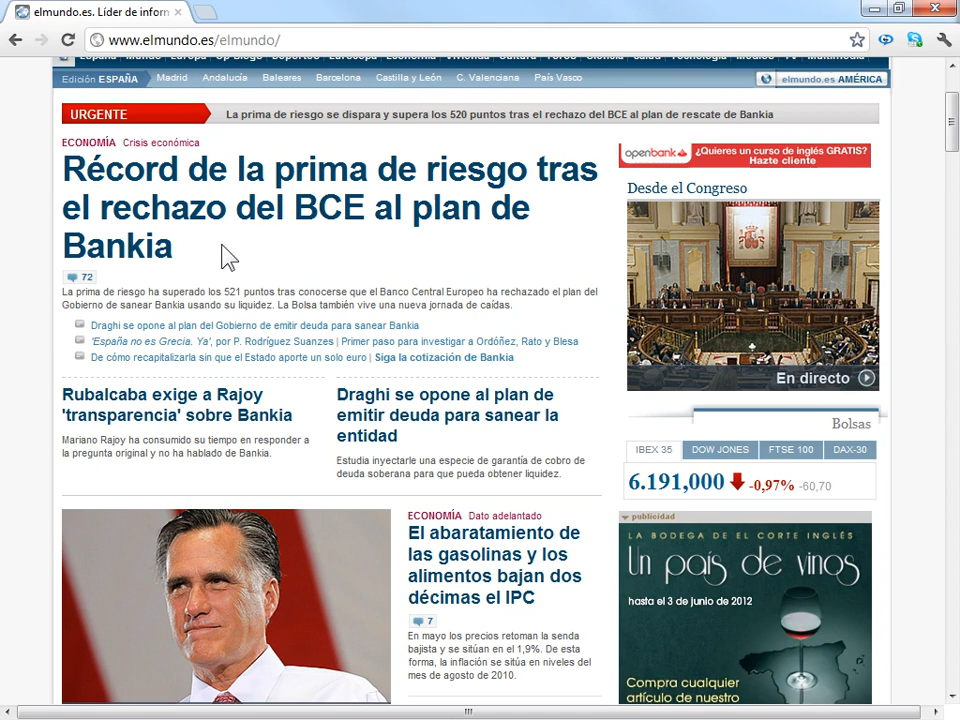 elmundo.es. Líder de inform
www.elmundo.es/elmundo/
Edición ESPAÑA Madrid Andalucía Baleares Barcelona Castilla y León C. Valenciana País Vasco elmundo.es AMÉRICA
URGENTE La prima de riesgo se dispara y supera los 520 puntos tras el rechazo del BCE al plan de rescate de Bankia
ECONOMÍA Crisis económica
Récord de la prima de riesgo tras
el rechazo del BCE al plan de
Bankia
72
La prima de riesgo ha superado los 521 puntos tras conocerse que el Banco Central Europeo ha rechazado el plan del
Gobierno de sanear Bankia usando su liquidez. La Bolsa también vive una nueva jornada de caídas.
Draghi se opone al plan del Gobierno de emitir deuda para sanear Bankia
'España no es Grecia. Ya', por P. Rodríguez Suanzes | Primer paso para investigar a Ordóñez, Rato y Blesa
De cómo recapitalizarla sin que el Estado aporte un solo euro | Siga la cotización de Bankia
Rubalcaba exige a Rajoy
'transparencia' sobre Bankia
Mariano Rajoy ha consumido su tiempo en responder a
la pregunta original y no ha hablado de Bankia.
Draghi se opone al plan de
emitir deuda para sanear la
entidad
Estudia inyectarle una especie de garantía de cobro de
deuda soberana para que pueda obtener liquidez.
ECONOMÍA Dato adelantado
El abaratamiento de
las gasolinas y los
alimentos bajan dos
décimas el IPC
7
En mayo los precios retoman la senda
bajista y se sitúan en el 1,9%. De esta
forma, la inflación se sitúa en niveles del
mes de agosto de 2010.
openbank ¿Quieres un curso de inglés GRATIS?
Hazte cliente
Desde el Congreso
En directo
Bolsas
IBEX 35 DOW JONES FTSE 100 DAX-30
6.191,000 -0,97% -60,70
publicidad
LA BODEGA DE EL CORTE INGLÉS
Un país de vinos
hasta el 3 de junio de 2012
Compra cualquier
artículo de nuestro